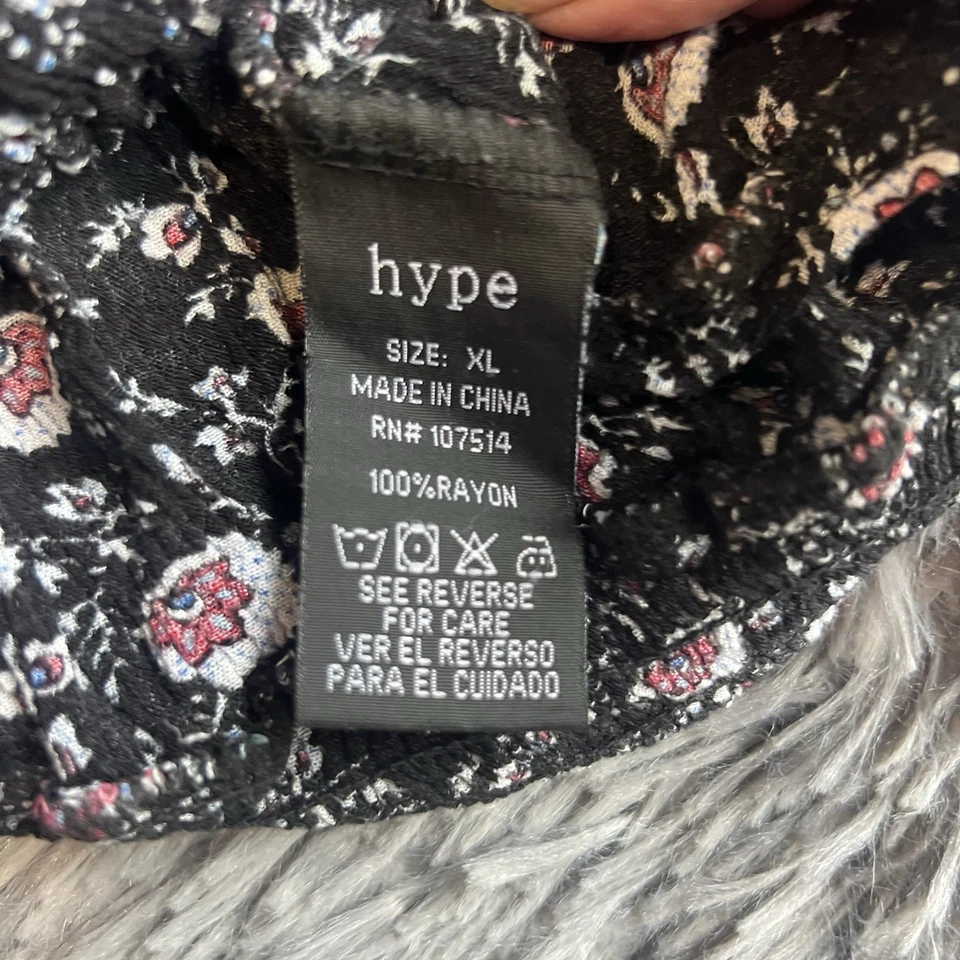 hype
SIZE: XL
MADE IN CHINA
RN# 107514
100%RAYON
SEE REVERSE
FOR CARE
VER EL REVERSO
PARA EL CUIDADO